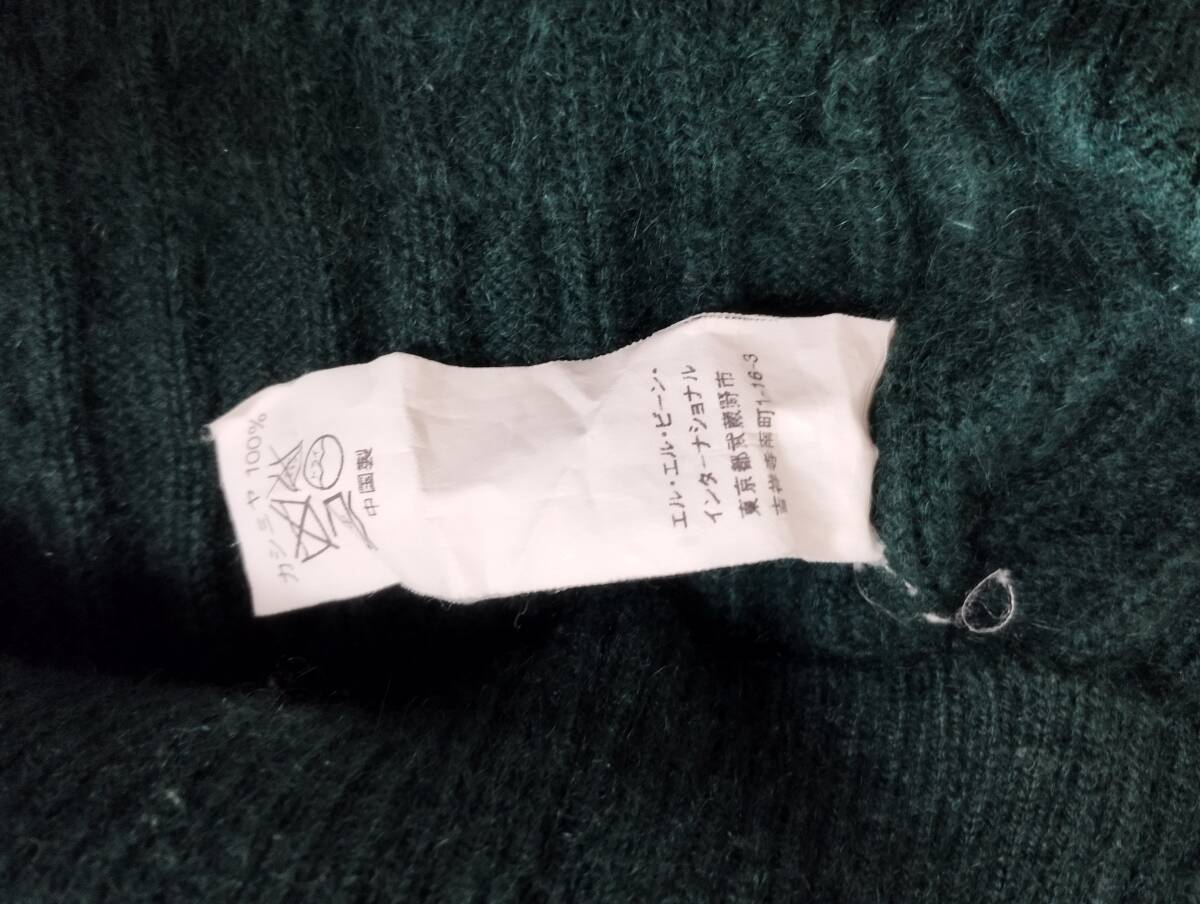 カシミヤ 100%
中国製
エル・エル・ビーン・
インターナショナル
東京都武蔵野市
吉祥寺南町1-16-3